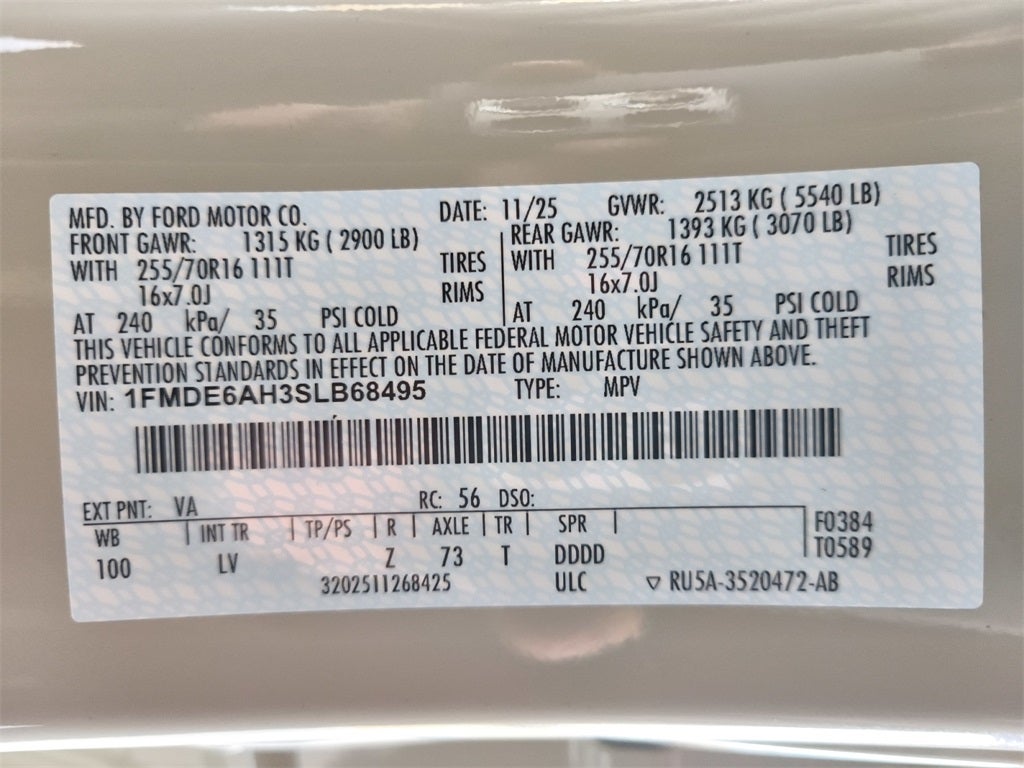 MFD. BY FORD MOTOR CO. DATE: 11/25 GVWR: 2513 KG ( 5540 LB)
FRONT GAWR: 1315 KG ( 2900 LB) REAR GAWR: 1393 KG ( 3070 LB)
WITH 255/70R16 111T TIRES WITH 255/70R16 111T TIRES
16x7.0J RIMS 16x7.0J RIMS
AT 240 kPa/ 35 PSI COLD AT 240 kPa/ 35 PSI COLD
THIS VEHICLE CONFORMS TO ALL APPLICABLE FEDERAL MOTOR VEHICLE SAFETY AND THEFT
PREVENTION STANDARDS IN EFFECT ON THE DATE OF MANUFACTURE SHOWN ABOVE.
VIN: 1FMDE6AH3SLB68495 TYPE: MPV
EXT PNT: VA RC: 56 DSO:
WB INT TR TP/PS R AXLE TR SPR F0384
100 LV Z 73 T DDDD T0589
3202511268425 ULC ▽ RU5A-3520472-AB